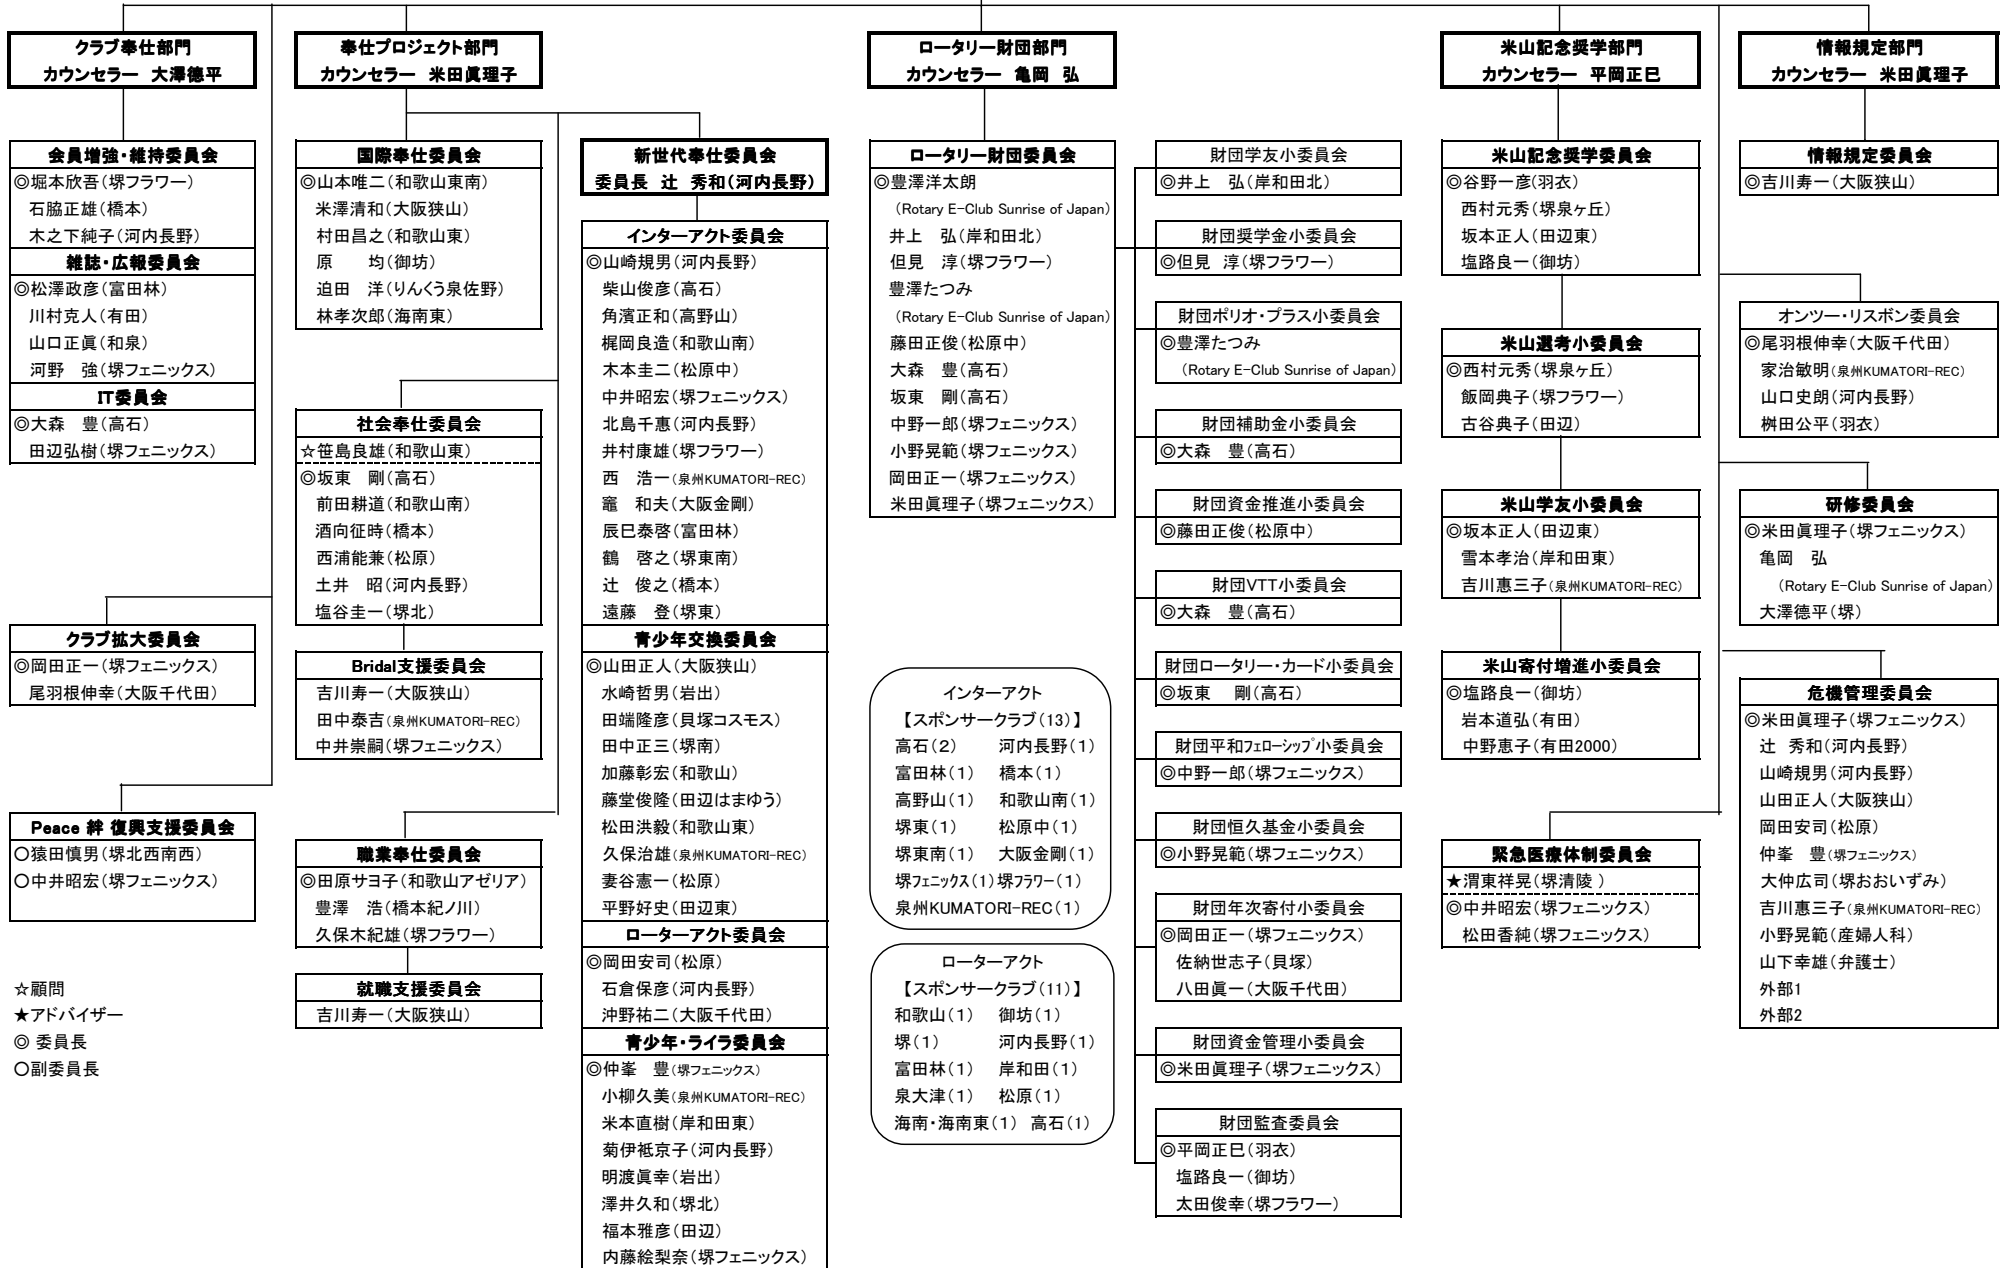 クラブ奉仕部門
カウンセラー 大澤德平
会員増強・維持委員会
◎堀本欣吾(堺フラワー)
石脇正雄(橋本)
木之下純子(河内長野)
雑誌・広報委員会
◎松澤政彦(富田林)
川村克人(有田)
山口正眞(和泉)
河野 強(堺フェニックス)
IT委員会
◎大森 豊(高石)
田辺弘樹(堺フェニックス)
クラブ拡大委員会
◎岡田正一(堺フェニックス)
尾羽根伸幸(大阪千代田)
Peace 絆 復興支援委員会
○猿田慎男(堺北西南西)
○中井昭宏(堺フェニックス)
☆顧問
★アドバイザー
◎ 委員長
○副委員長
奉仕プロジェクト部門
カウンセラー 米田眞理子
国際奉仕委員会
◎山本唯二(和歌山東南)
米澤清和(大阪狭山)
村田昌之(和歌山東)
原 均(御坊)
迫田 洋(りんくう泉佐野)
林孝次郎(海南東)
社会奉仕委員会
☆笹島良雄(和歌山東)
◎坂東 剛(高石)
前田耕道(和歌山南)
酒向征時(橋本)
西浦能兼(松原)
土井 昭(河内長野)
塩谷圭一(堺北)
Bridal支援委員会
吉川寿一(大阪狭山)
田中泰吉(泉州KUMATORI-REC)
中井崇嗣(堺フェニックス)
職業奉仕委員会
◎田原サヨ子(和歌山アゼリア)
豊澤 浩(橋本紀ノ川)
久保木紀雄(堺フラワー)
就職支援委員会
吉川寿一(大阪狭山)
新世代奉仕委員会
委員長 辻 秀和(河内長野)
インターアクト委員会
◎山崎規男(河内長野)
柴山俊彦(高石)
角濱正和(高野山)
梶岡良造(和歌山南)
木本圭二(松原中)
中井昭宏(堺フェニックス)
北島千惠(河内長野)
井村康雄(堺フラワー)
西 浩一(泉州KUMATORI-REC)
竈 和夫(大阪金剛)
辰巳泰啓(富田林)
鶴 啓之(堺東南)
辻 俊之(橋本)
遠藤 登(堺東)
青少年交換委員会
◎山田正人(大阪狭山)
水崎哲男(岩出)
田端隆彦(貝塚コスモス)
田中正三(堺南)
加藤彰宏(和歌山)
藤堂俊隆(田辺はまゆう)
松田洪毅(和歌山東)
久保治雄(泉州KUMATORI-REC)
妻谷憲一(松原)
平野好史(田辺東)
ローターアクト委員会
◎岡田安司(松原)
石倉保彦(河内長野)
沖野祐二(大阪千代田)
青少年・ライラ委員会
◎仲峯 豊(堺フェニックス)
小柳久美(泉州KUMATORI-REC)
米本直樹(岸和田東)
菊伊祗京子(河内長野)
明渡眞幸(岩出)
澤井久和(堺北)
福本雅彦(田辺)
内藤絵梨奈(堺フェニックス)
ロータリー財団部門
カウンセラー 亀岡 弘
ロータリー財団委員会
◎豊澤洋太朗
(Rotary E-Club Sunrise of Japan)
井上 弘(岸和田北)
但見 淳(堺フラワー)
豊澤たつみ
(Rotary E-Club Sunrise of Japan)
藤田正俊(松原中)
大森 豊(高石)
坂東 剛(高石)
中野一郎(堺フェニックス)
小野晃範(堺フェニックス)
岡田正一(堺フェニックス)
米田眞理子(堺フェニックス)
インターアクト
【スポンサークラブ(13)】
高石(2) 河内長野(1)
富田林(1) 橋本(1)
高野山(1) 和歌山南(1)
堺東(1) 松原中(1)
堺東南(1) 大阪金剛(1)
堺フェニックス(1)堺フラワー(1)
泉州KUMATORI-REC(1)
ローターアクト
【スポンサークラブ(11)】
和歌山(1) 御坊(1)
堺(1) 河内長野(1)
富田林(1) 岸和田(1)
泉大津(1) 松原(1)
海南・海南東(1) 高石(1)
財団学友小委員会
◎井上 弘(岸和田北)
財団奨学金小委員会
◎但見 淳(堺フラワー)
財団ポリオ・プラス小委員会
◎豊澤たつみ
(Rotary E-Club Sunrise of Japan)
財団補助金小委員会
◎大森 豊(高石)
財団資金推進小委員会
◎藤田正俊(松原中)
財団VTT小委員会
◎大森 豊(高石)
財団ロータリー・カード小委員会
◎坂東 剛(高石)
財団平和フェローシップ小委員会
◎中野一郎(堺フェニックス)
財団恒久基金小委員会
◎小野晃範(堺フェニックス)
財団年次寄付小委員会
◎岡田正一(堺フェニックス)
佐納世志子(貝塚)
八田眞一(大阪千代田)
財団資金管理小委員会
◎米田眞理子(堺フェニックス)
財団監査委員会
◎平岡正巳(羽衣)
塩路良一(御坊)
太田俊幸(堺フラワー)
米山記念奨学部門
カウンセラー 平岡正巳
米山記念奨学委員会
◎谷野一彦(羽衣)
西村元秀(堺泉ヶ丘)
坂本正人(田辺東)
塩路良一(御坊)
米山選考小委員会
◎西村元秀(堺泉ヶ丘)
飯岡典子(堺フラワー)
古谷典子(田辺)
米山学友小委員会
◎坂本正人(田辺東)
雪本孝治(岸和田東)
吉川惠三子(泉州KUMATORI-REC)
米山寄付増進小委員会
◎塩路良一(御坊)
岩本道弘(有田)
中野恵子(有田2000)
緊急医療体制委員会
★渭東祥晃(堺清陵 )
◎中井昭宏(堺フェニックス)
松田香純(堺フェニックス)
情報規定部門
カウンセラー 米田眞理子
情報規定委員会
◎吉川寿一(大阪狭山)
オンツー・リスボン委員会
◎尾羽根伸幸(大阪千代田)
家治敏明(泉州KUMATORI-REC)
山口史朗(河内長野)
桝田公平(羽衣)
研修委員会
◎米田眞理子(堺フェニックス)
亀岡 弘
(Rotary E-Club Sunrise of Japan)
大澤德平(堺)
危機管理委員会
◎米田眞理子(堺フェニックス)
辻 秀和(河内長野)
山崎規男(河内長野)
山田正人(大阪狭山)
岡田安司(松原)
仲峯 豊(堺フェニックス)
大仲広司(堺おおいずみ)
吉川惠三子(泉州KUMATORI-REC)
小野晃範(産婦人科)
山下幸雄(弁護士)
外部1
外部2